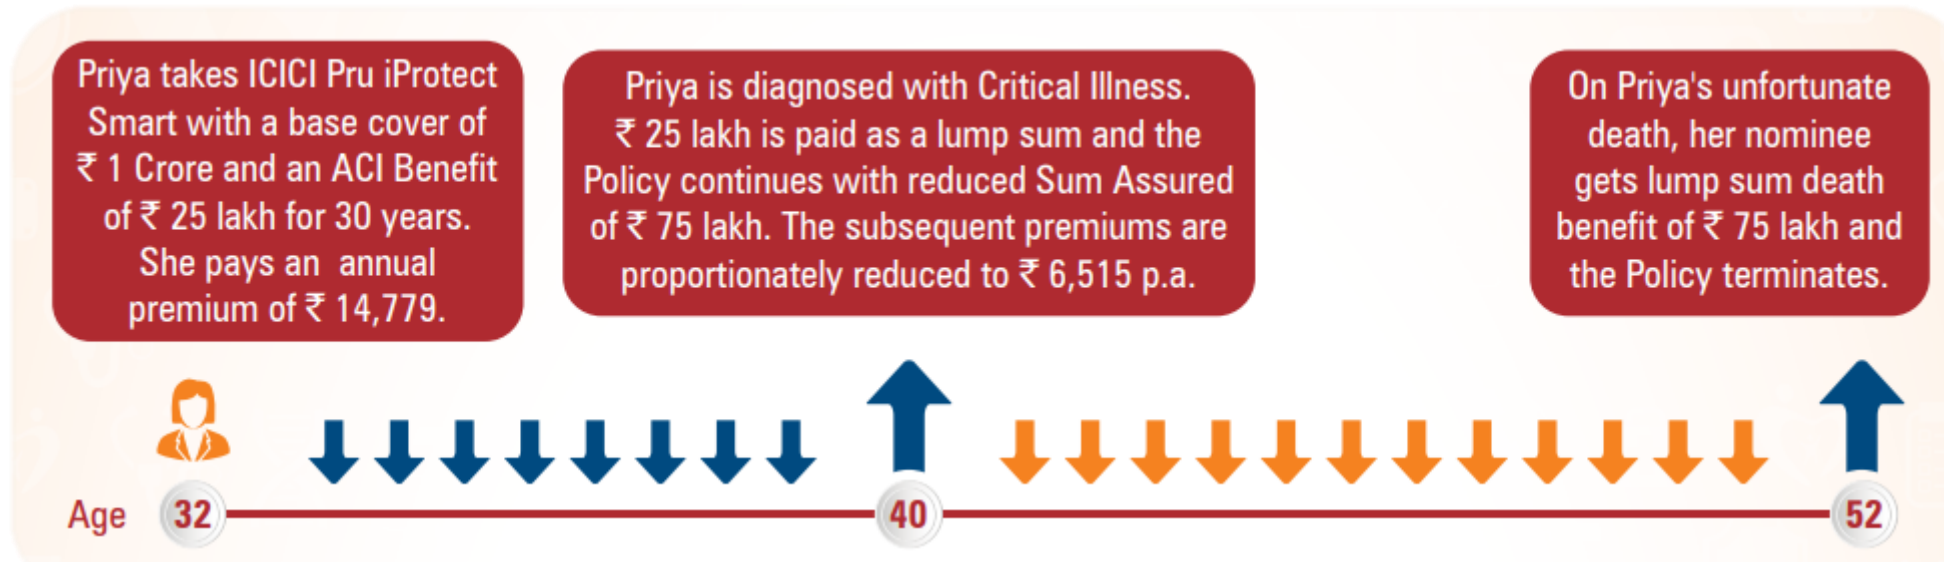 Priya takes ICICI Pru iProtect
Smart with a base cover of
₹ 1 Crore and an ACI Benefit
of ₹ 25 lakh for 30 years.
She pays an annual
premium of ₹ 14,779.
Priya is diagnosed with Critical Illness.
₹ 25 lakh is paid as a lump sum and the
Policy continues with reduced Sum Assured
of ₹ 75 lakh. The subsequent premiums are
proportionately reduced to ₹ 6,515 p.a.
On Priya's unfortunate
death, her nominee
gets lump sum death
benefit of ₹ 75 lakh and
the Policy terminates.
Age 32 40 52